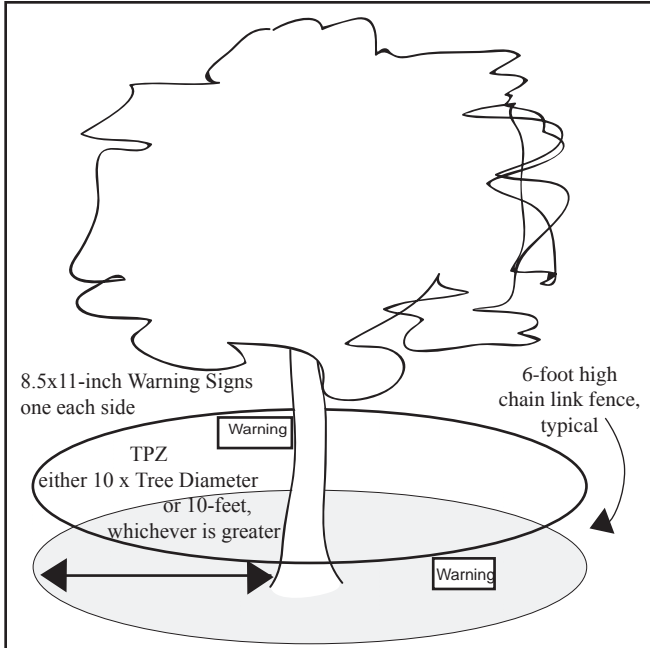 8.5x11-inch Warning Signs
one each side
6-foot high
chain link fence,
typical
Warning
TPZ
either 10 x Tree Diameter
or 10-feet,
whichever is greater
Warning